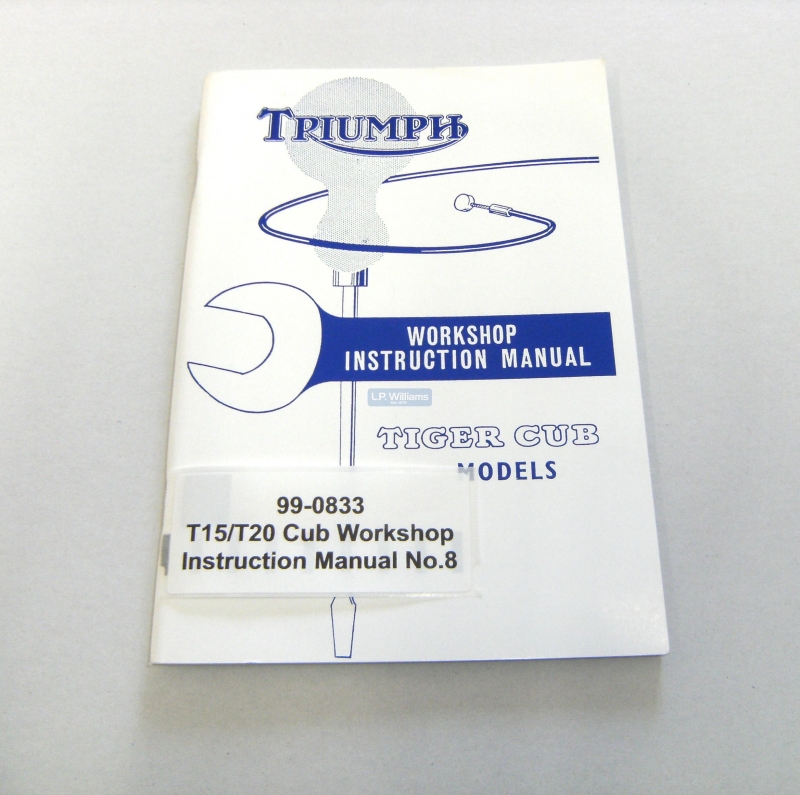 TRIUMPH
WORKSHOP
INSTRUCTION MANUAL
L.P. Williams
TIGER CUB
MODELS
99-0833
T15/T20 Cub Workshop
Instruction Manual No.8